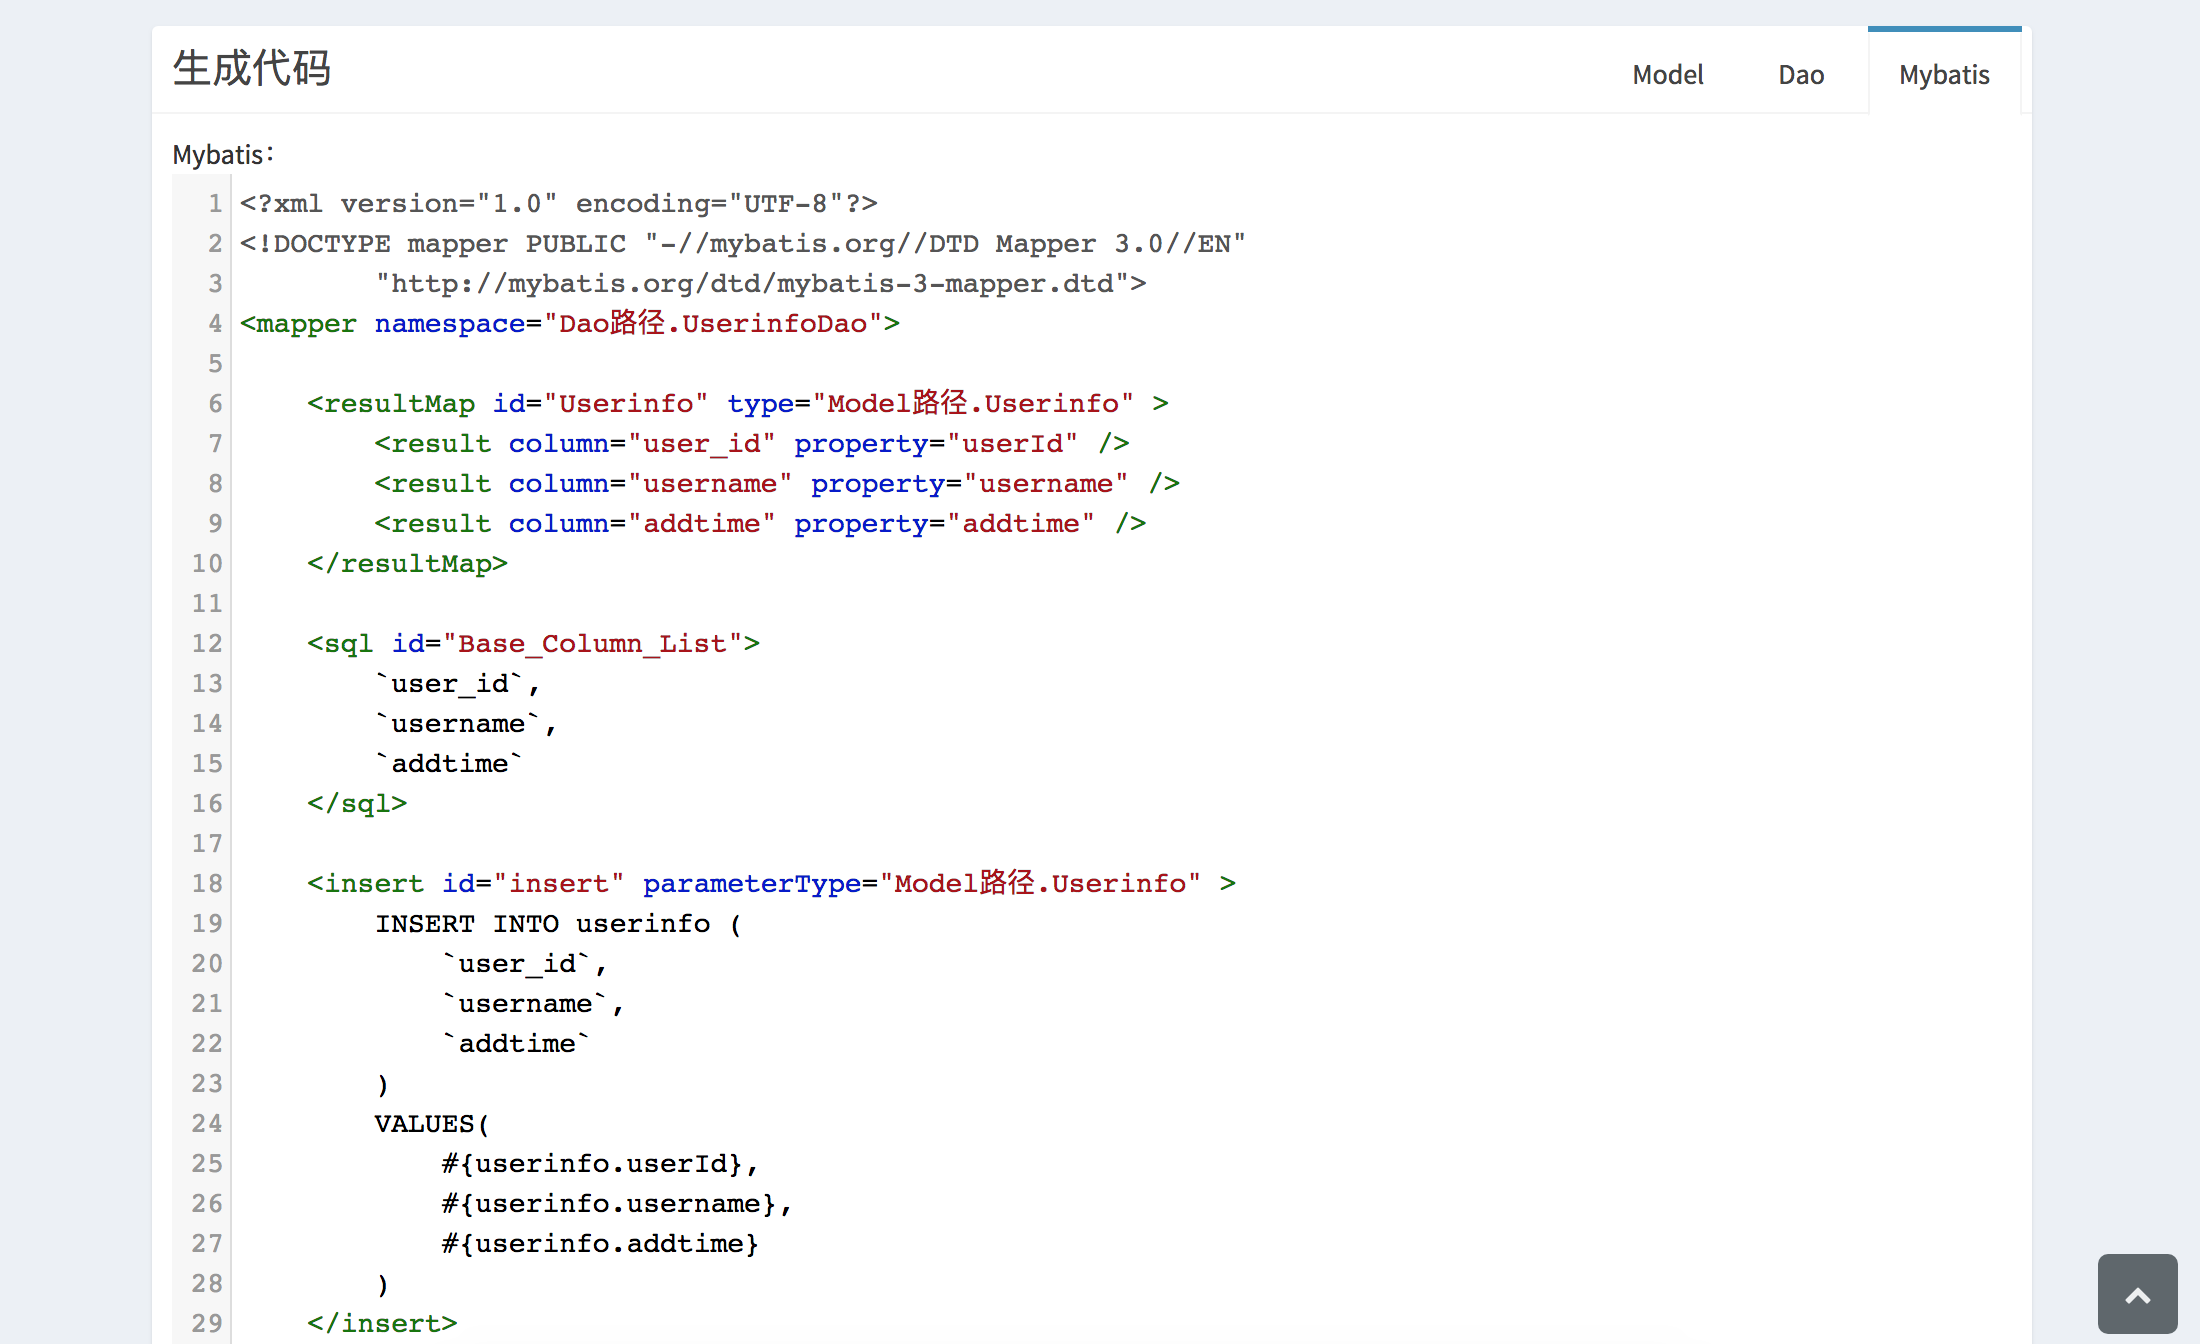 生成代码
Model Dao Mybatis
Mybatis：
1 <?xml version="1.0" encoding="UTF-8"?>
2 <!DOCTYPE mapper PUBLIC "-//mybatis.org//DTD Mapper 3.0//EN"
3         "http://mybatis.org/dtd/mybatis-3-mapper.dtd">
4 <mapper namespace="Dao路径.UserinfoDao">
5
6     <resultMap id="Userinfo" type="Model路径.Userinfo" >
7         <result column="user_id" property="userId" />
8         <result column="username" property="username" />
9         <result column="addtime" property="addtime" />
10     </resultMap>
11
12     <sql id="Base_Column_List">
13         `user_id`,
14         `username`,
15         `addtime`
16     </sql>
17
18     <insert id="insert" parameterType="Model路径.Userinfo" >
19         INSERT INTO userinfo (
20             `user_id`,
21             `username`,
22             `addtime`
23         )
24         VALUES(
25             #{userinfo.userId},
26             #{userinfo.username},
27             #{userinfo.addtime}
28         )
29     </insert>